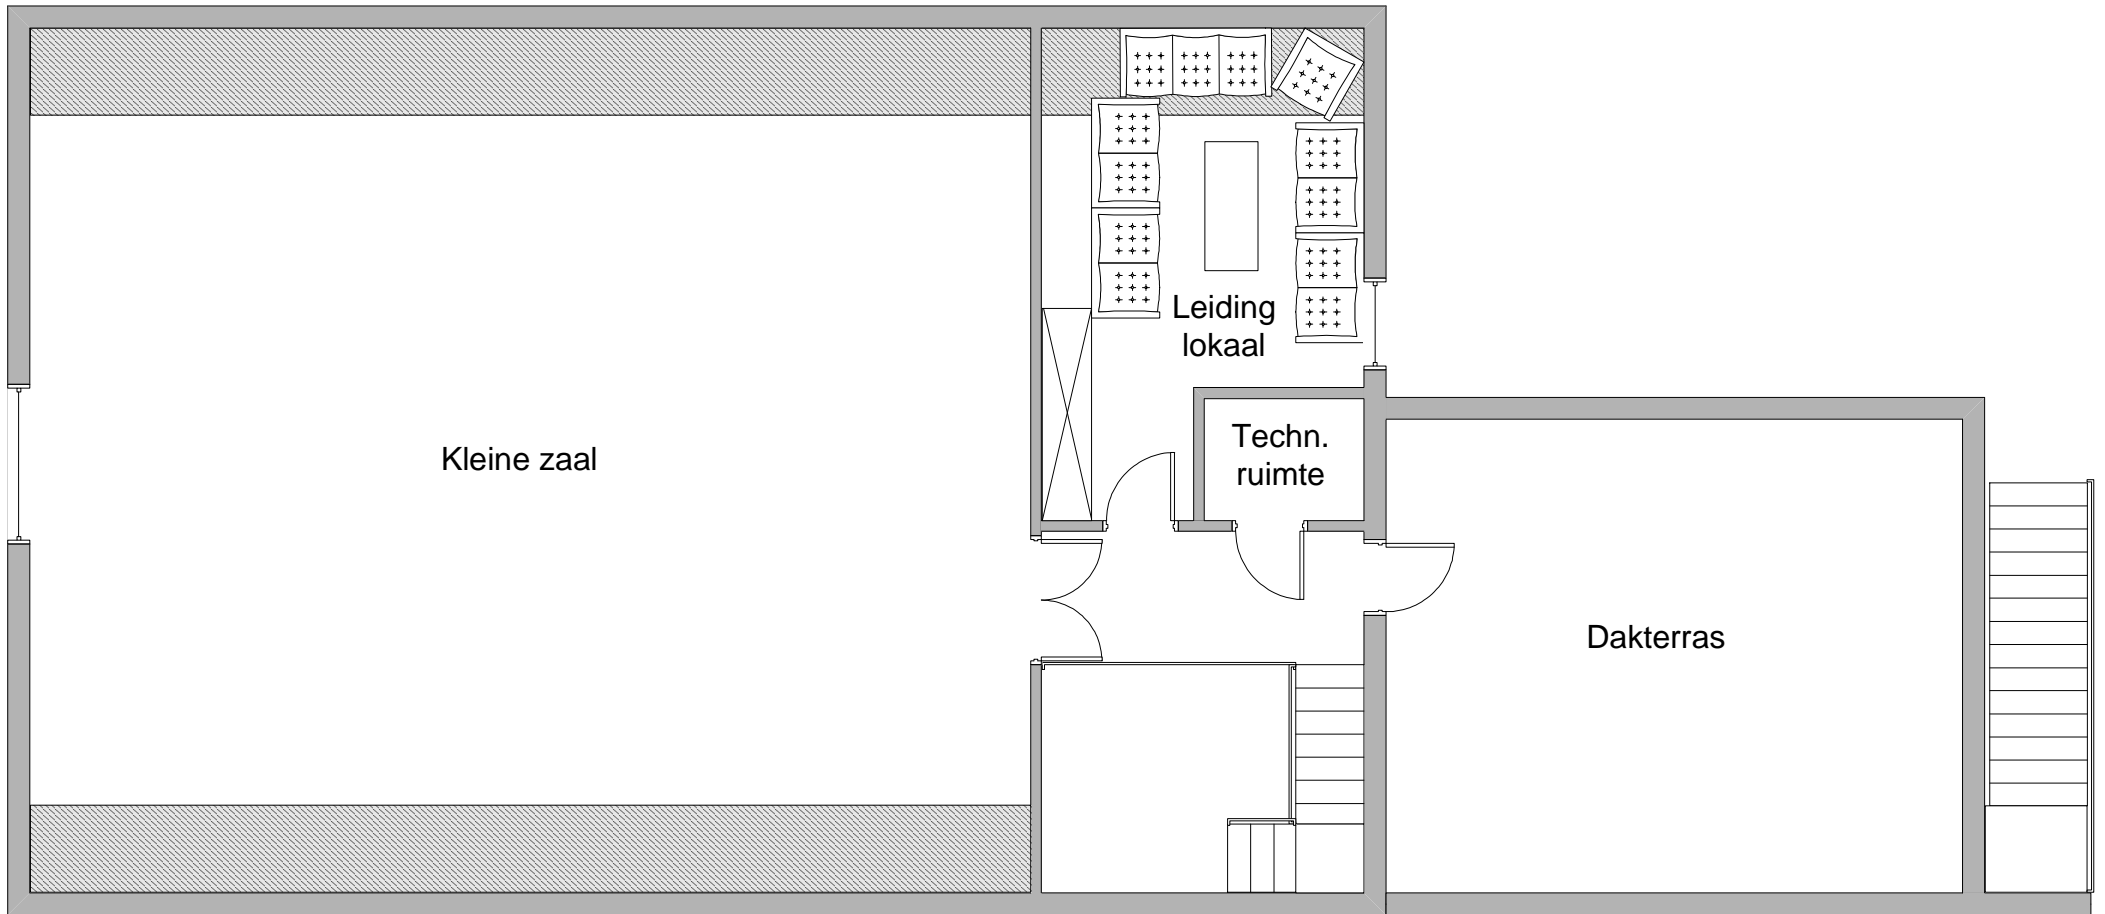 Leiding
lokaal
Techn.
ruimte
Kleine zaal
Dakterras